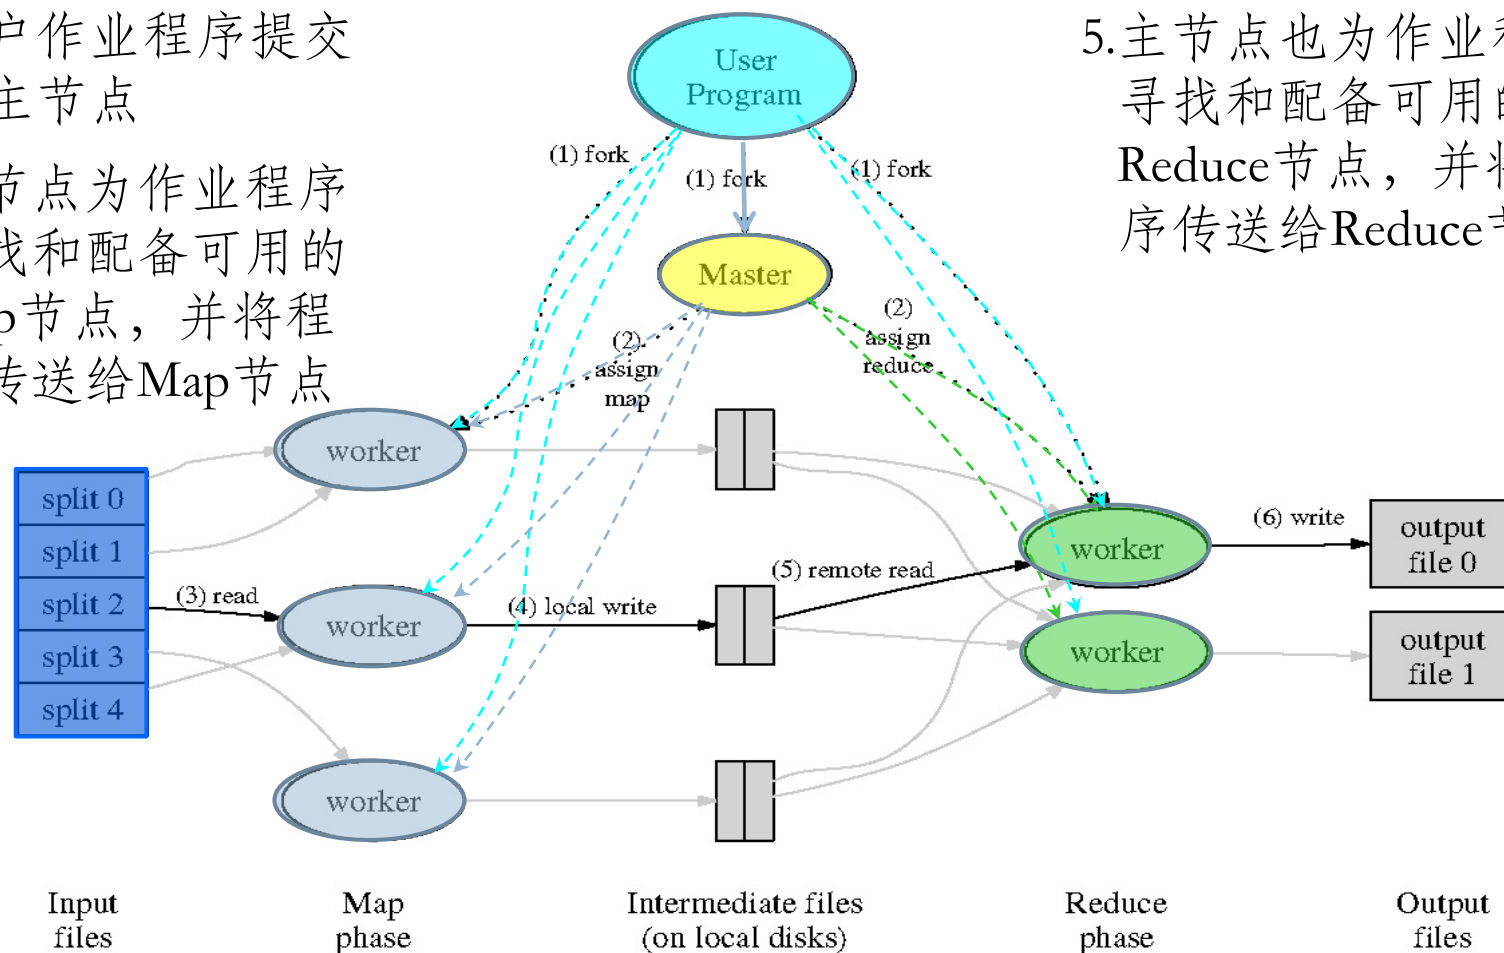 户作业程序提交
主节点
节点为作业程序
找和配备可用的
p节点，并将程
传送给Map节点
User
Program
5.主节点也为作业程
寻找和配备可用的
Reduce节点，并将
序传送给Reduce节
(1) fork
(1) fork
(1) fork
Master
(2)
assign
map
(2)
assign
reduce
worker
split 0
split 1
split 2
split 3
split 4
(3) read
worker
(4) local write
(5) remote read
worker
worker
worker
(6) write
output
file 0
output
file 1
Input
files
Map
phase
Intermediate files
(on local disks)
Reduce
phase
Output
files